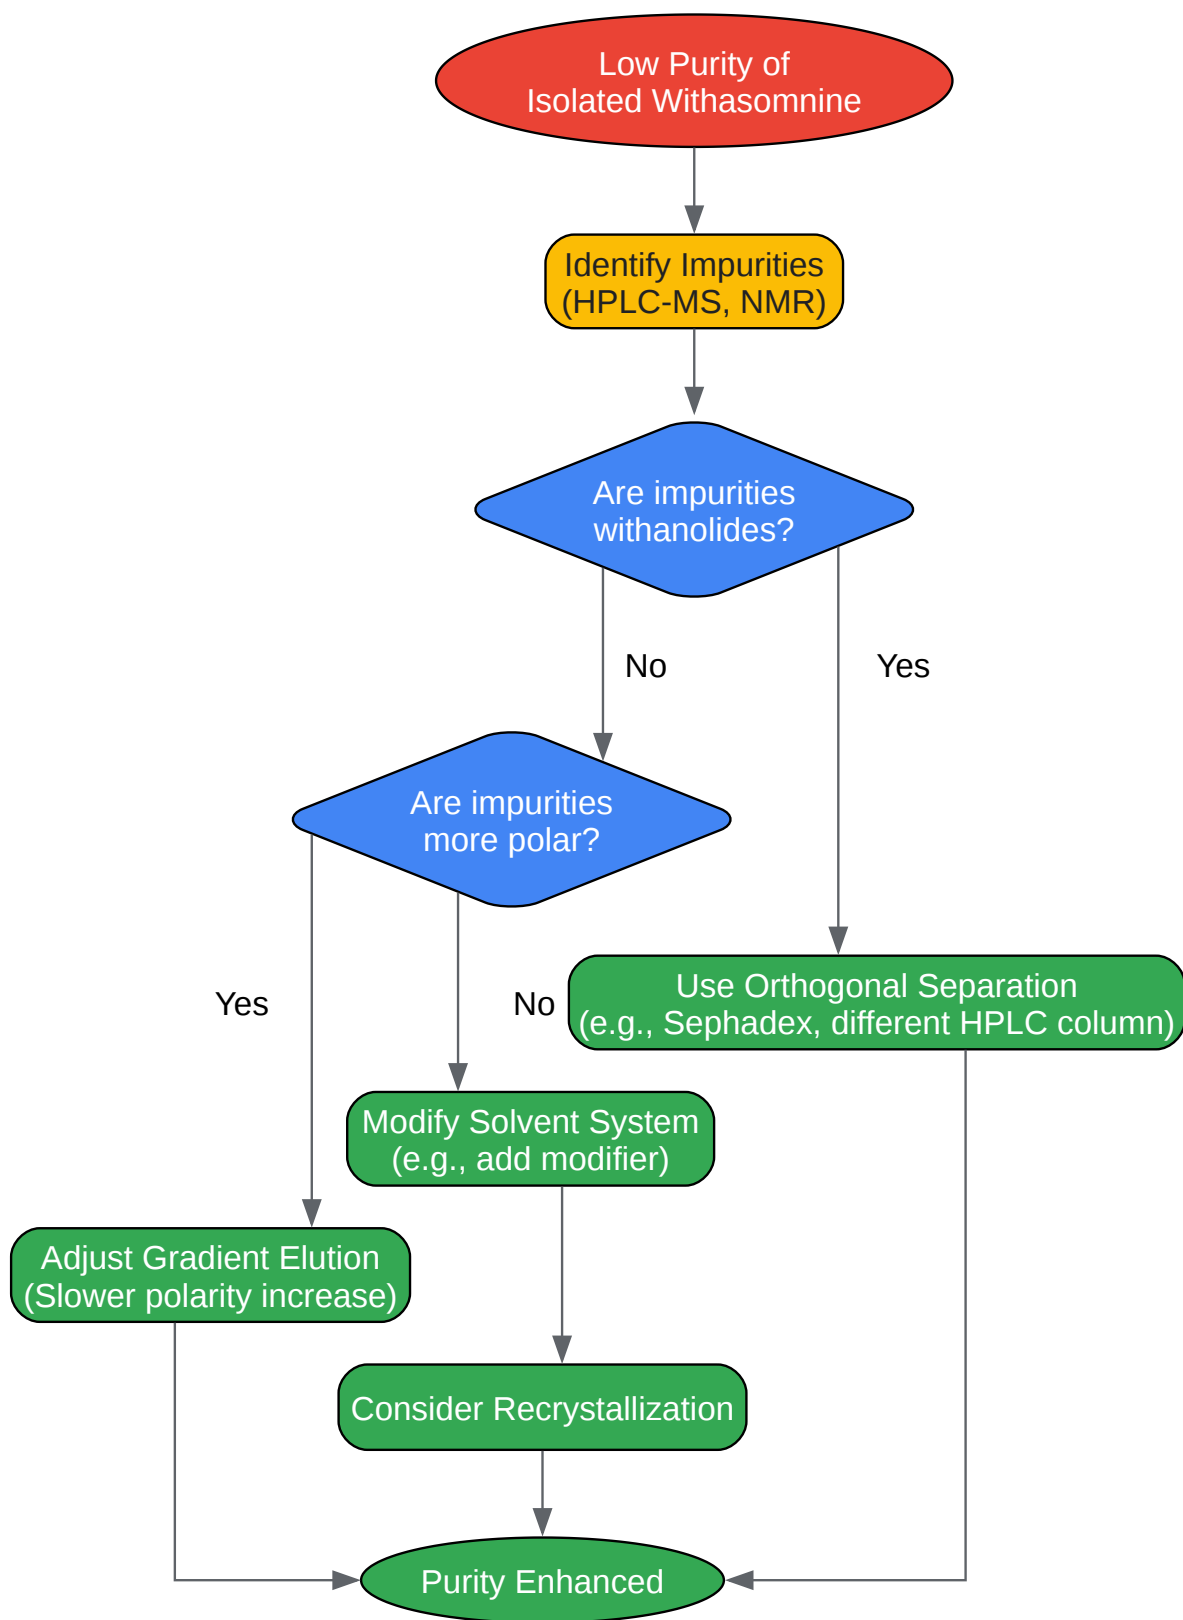 Low Purity of
Isolated Withasomnine
Identify Impurities
(HPLC-MS, NMR)
Are impurities
withanolides?
No
Yes
Are impurities
more polar?
Yes
No
Use Orthogonal Separation
(e.g., Sephadex, different HPLC column)
Modify Solvent System
(e.g., add modifier)
Adjust Gradient Elution
(Slower polarity increase)
Consider Recrystallization
Purity Enhanced